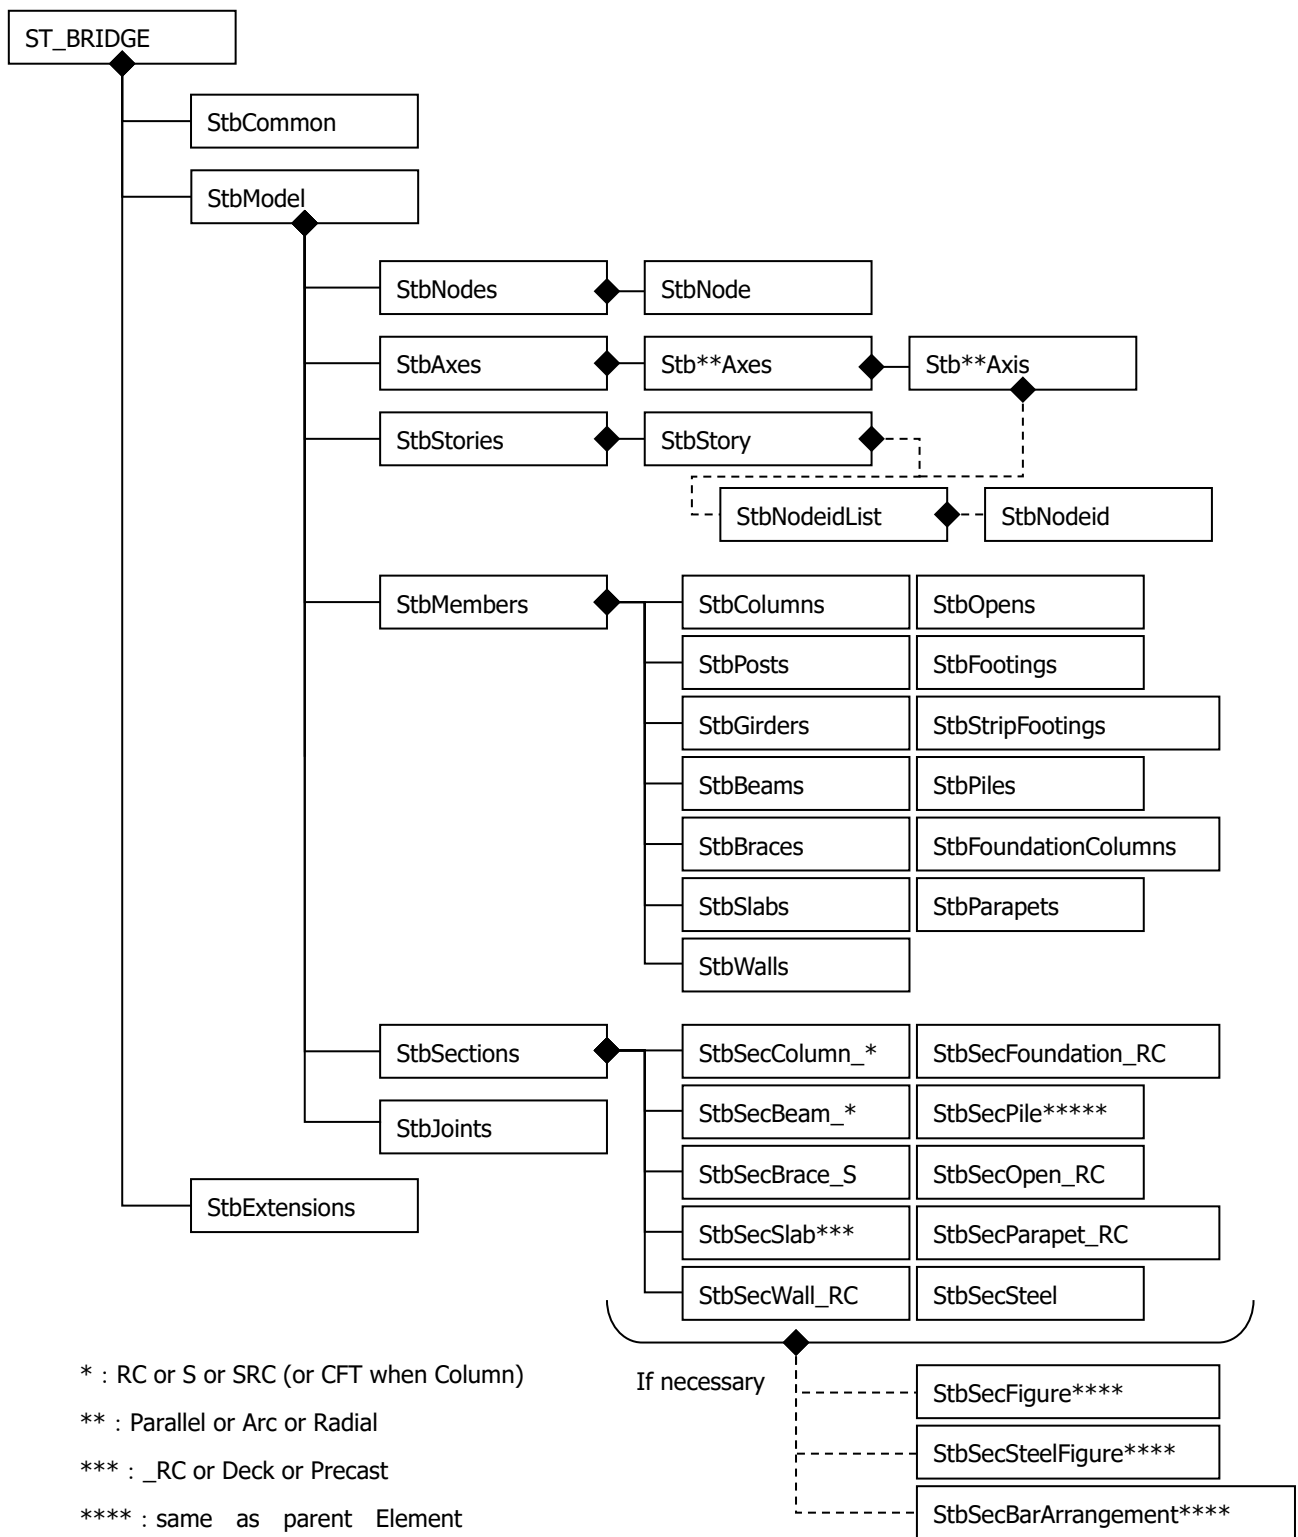 ST_BRIDGE
StbCommon
StbModel
StbNodes StbNode
StbAxes Stb**Axes Stb**Axis
StbStories StbStory
StbNodeidList StbNodeid
StbMembers StbColumns StbOpens
StbPosts StbFootings
StbGirders StbStripFootings
StbBeams StbPiles
StbBraces StbFoundationColumns
StbSlabs StbParapets
StbWalls
StbSections StbSecColumn_* StbSecFoundation_RC
StbJoints StbSecBeam_* StbSecPile*****
StbSecBrace_S StbSecOpen_RC
StbExtensions StbSecSlab*** StbSecParapet_RC
StbSecWall_RC StbSecSteel
* : RC or S or SRC (or CFT when Column) If necessary
StbSecFigure****
** : Parallel or Arc or Radial
StbSecSteelFigure****
*** : _RC or Deck or Precast
StbSecBarArrangement****
**** : same as parent Element